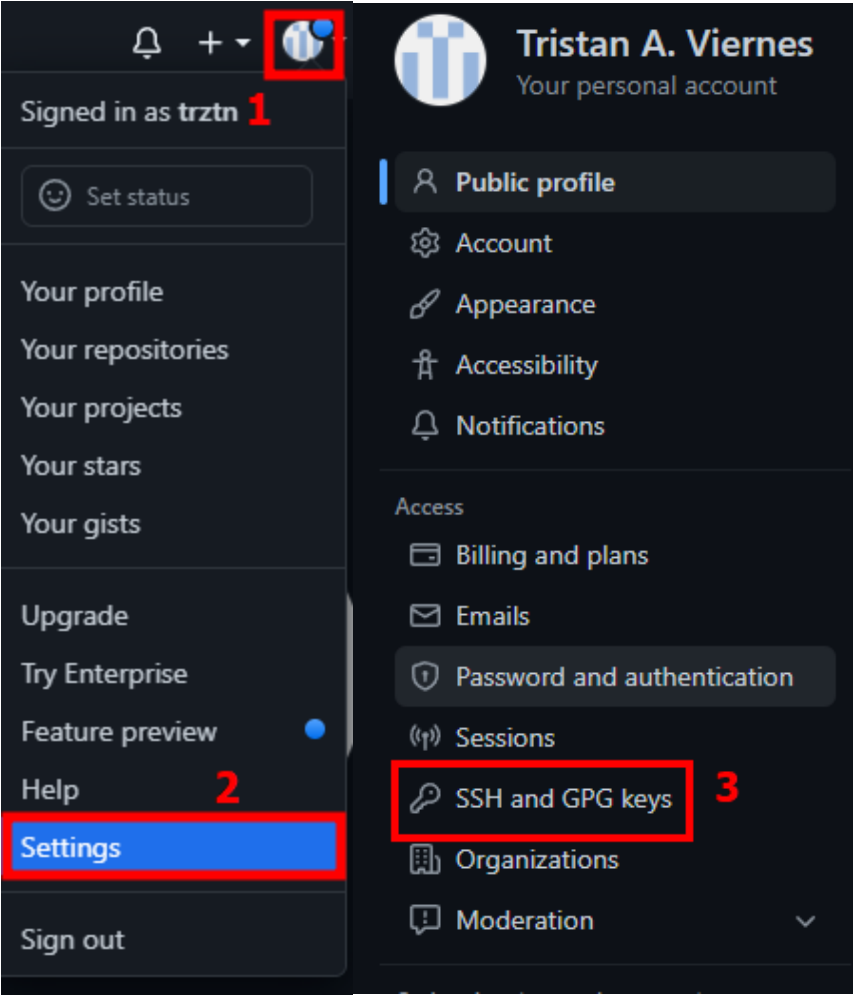 Signed in as trztn 1
Set status
Your profile
Your repositories
Your projects
Your stars
Your gists
Upgrade
Try Enterprise
Feature preview
Help
2
Settings
Sign out
Tristan A. Viernes
Your personal account
Public profile
Account
Appearance
Accessibility
Notifications
Access
Billing and plans
Emails
Password and authentication
Sessions
SSH and GPG keys 3
Organizations
Moderation